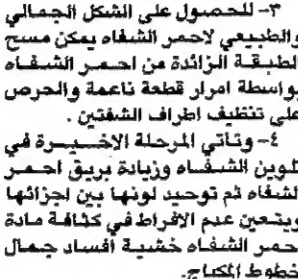 ٣- للحصول على الشكل الجمالي
والطبيعي لاحمر الشفاه يمكن مسح
الطبقة الزائدة من احمر الشفاه
بواسطة امرار قطعة ناعمة والحرص
على تنظيف اطراف الشفتين .
٤- وتأتي المرحلة الاخيرة في
تلوين الشفاه وزيادة بريق احمر
الشفاه ثم توحيد لونها بين اجزائها
ويتعين عدم الافراط في كثافة مادة
احمر الشفاه خشية افساد جمال
خطوط المكياج.